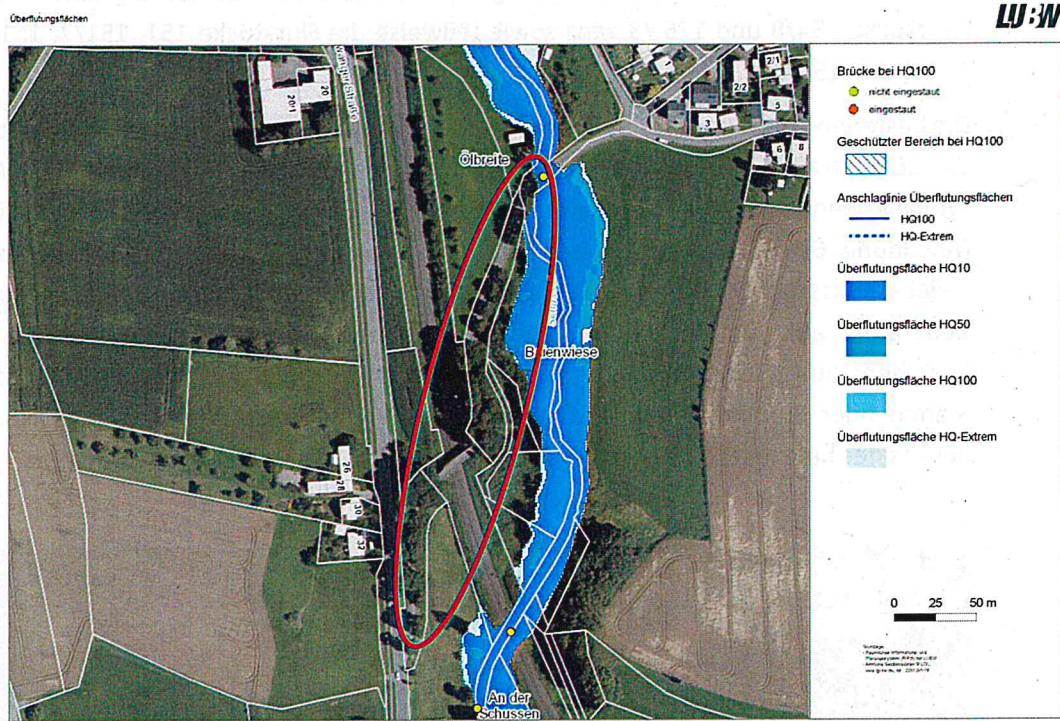 Überflutungsflächen
LUBW
Brücke bei HQ100
nicht eingestaut
eingestaut
Geschützter Bereich bei HQ100
Anschlaglinie Überflutungsflächen
HQ100
HQ-Extrem
Überflutungsfläche HQ10
Überflutungsfläche HQ50
Überflutungsfläche HQ100
Überflutungsfläche HQ-Extrem
0 25 50 m
20
20/1
Ölbreite
2/1
2/2
3
5
6
8
26
28
30
32
An der
Schussen